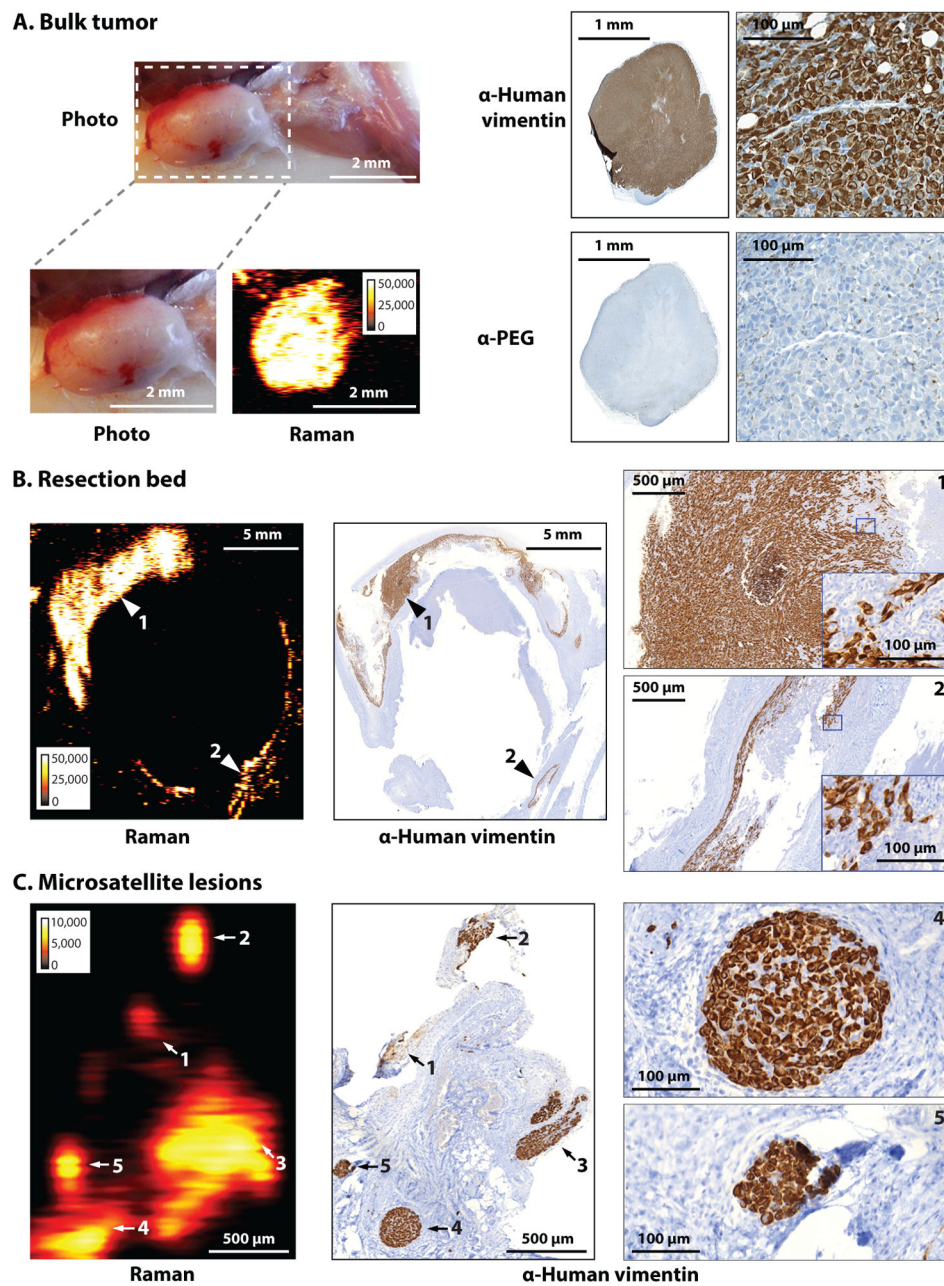 A. Bulk tumor
Photo
2 mm
α-Human
vimentin
1 mm
100 μm
50,000
25,000
0
2 mm
2 mm
Photo
Raman
α-PEG
1 mm
100 μm
B. Resection bed
5 mm
1
2
50,000
25,000
0
Raman
5 mm
1
2
α-Human vimentin
500 μm
1
100 μm
500 μm
2
100 μm
C. Microsatellite lesions
10,000
5,000
0
2
1
3
5
4
500 μm
Raman
2
1
3
5
4
500 μm
4
100 μm
5
100 μm
α-Human vimentin